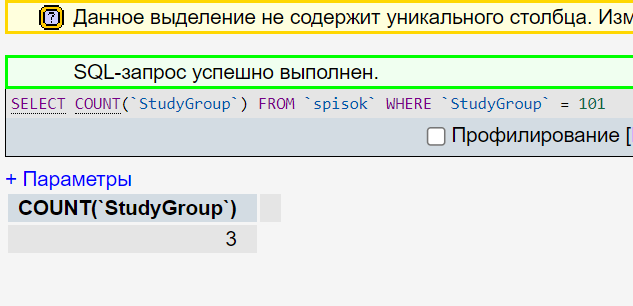 Данное выделение не содержит уникального столбца. Изм
SQL-запрос успешно выполнен.
SELECT COUNT(`StudyGroup`) FROM `spisok` WHERE `StudyGroup` = 101
Профилирование [
+ Параметры
COUNT(`StudyGroup`)
3